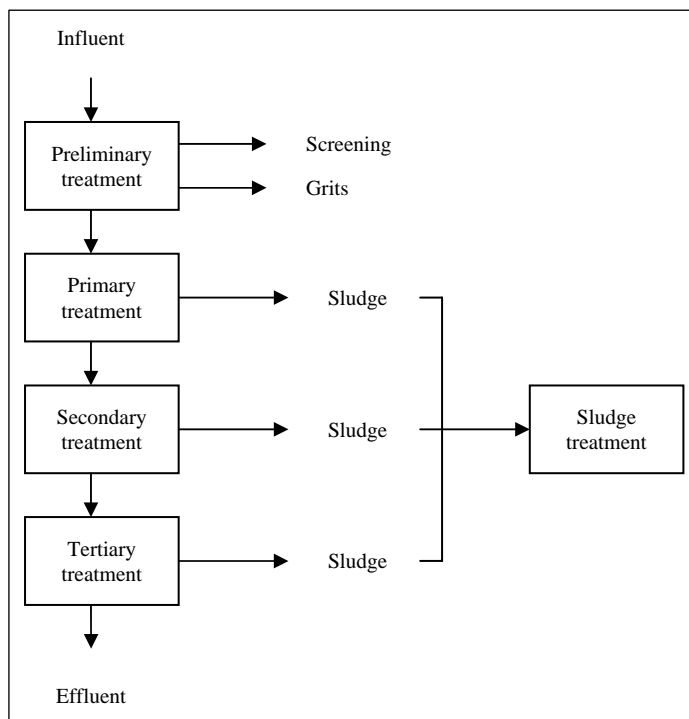 Influent
Preliminary
treatment
Screening
Grits
Primary
treatment
Sludge
Secondary
treatment
Sludge
Sludge
treatment
Tertiary
treatment
Sludge
Effluent